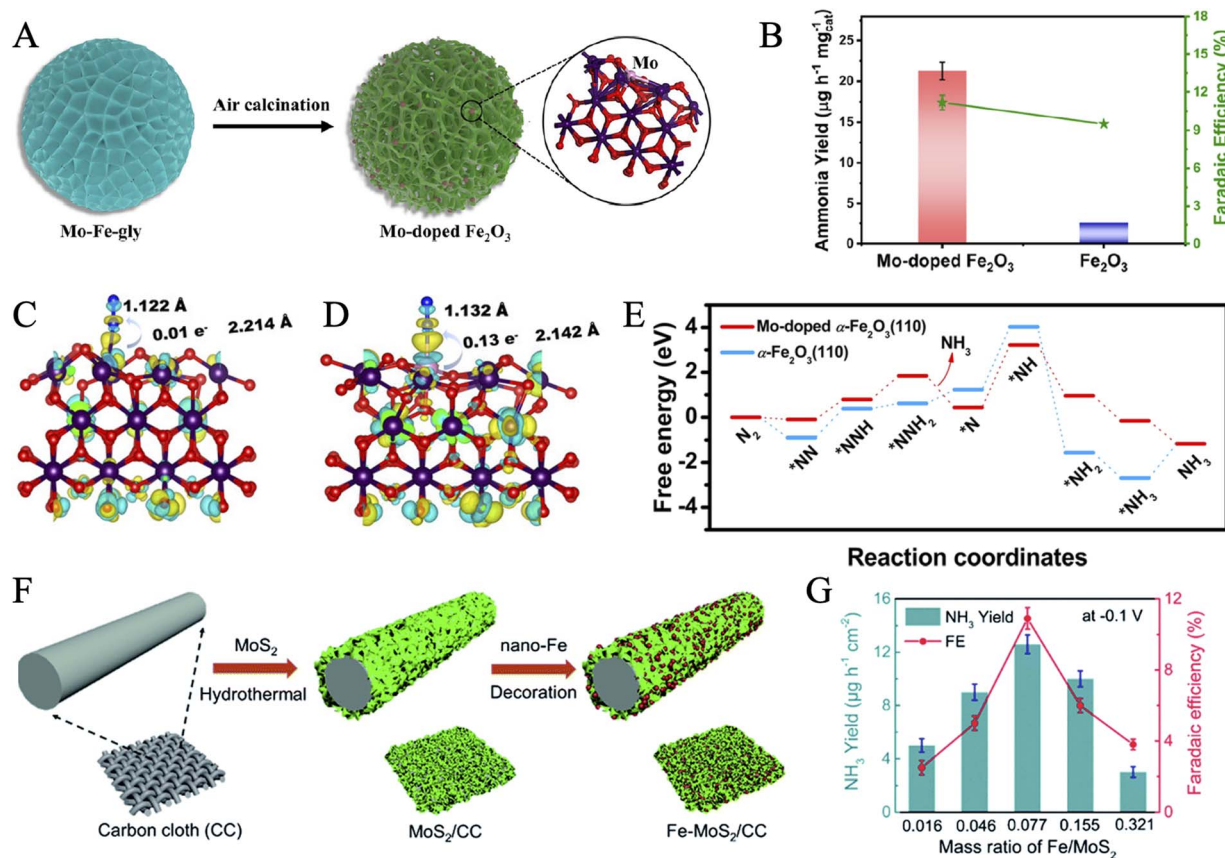 A
Mo-Fe-gly
Air calcination
Mo-doped Fe₂O₃
Mo
B
Ammonia Yield (μg h⁻¹ mg⁻¹cat)
25
20
15
10
5
0
Mo-doped Fe₂O₃
Fe₂O₃
18
15
12
9
6
3
0
Faradaic Efficiency (%)
C
1.122 Å
0.01 e⁻
2.214 Å
D
1.132 Å
0.13 e⁻
2.142 Å
E
Free energy (eV)
4
2
0
-2
-4
Mo-doped α-Fe₂O₃(110)
α-Fe₂O₃(110)
NH₃
N₂
*NN
*NNH
*NNH₂
*N
*NH
*NH₂
*NH₃
NH₃
Reaction coordinates
F
Carbon cloth (CC)
MoS₂
Hydrothermal
MoS₂/CC
nano-Fe
Decoration
Fe-MoS₂/CC
G
NH₃ Yield (μg h⁻¹ cm⁻²)
16
12
8
4
0
NH₃ Yield
FE
at -0.1 V
12
8
4
0
Faradaic efficiency (%)
0.016 0.046 0.077 0.155 0.321
Mass ratio of Fe/MoS₂